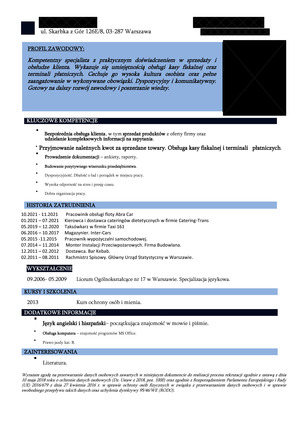 ul. Skarbka z Gór 126E/8, 03-287 Warszawa
PROFIL ZAWODOWY:
Kompetentny specjalista z praktycznym doświadczeniem w sprzedaży i
obsłudze klienta. Wykazuje się umiejętnością obsługi kasy fiskalnej oraz
terminali płatniczych. Cechuje go wysoka kultura osobista oraz pełne
zaangażowanie w wykonywane obowiązki. Dyspozycyjny i komunikatywny.
Gotowy na dalszy rozwój zawodowy i poszerzanie wiedzy.
KLUCZOWE KOMPETENCJE
Bezpośrednia obsługa klienta, w tym sprzedaż produktów z oferty firmy oraz
udzielanie kompleksowych informacji na zapytania.
Przyjmowanie należnych kwot za sprzedane towary. Obsługa kasy fiskalnej i terminali płatniczych
Prowadzenie dokumentacji – ankiety, raporty.
Budowanie pozytywnego wizerunku przedsiębiorstwa.
Dyspozycyjność. Dbałość o ład i porządek w miejscu pracy.
Wysoka odporność na stres i presję czasu.
Dobra organizacja pracy.
HISTORIA ZATRUDNIENIA
10.2021 - 11.2021 Pracownik obsługi floty Abra Car
01.2021 – 07.2021 Kierowca i dostawca cateringów dietetycznych w firmie Catering-Trans
05.2019 – 12.2020 Taksówkarz w firmie Taxi 161
06.2016 – 10.2017 Magazynier. Inter-Cars
05.2015 -11.2015 Pracownik wypożyczalni samochodowej.
07.2014 – 11.2014 Monter Instalacji Przeciwpożarowych. Firma Budowlana.
12.2011 – 02.2012 Dostawca. Bar Kebab.
02.2011 – 08.2011 Rachmistrz Spisowy. Główny Urząd Statystyczny w Warszawie.
WYKSZTAŁCENIE
09.2006- 05.2009 Liceum Ogólnokształcące nr 17 w Warszawie. Specjalizacja językowa.
KURSY I SZKOLENIA
2013 Kurs ochrony osób i mienia.
DODATKOWE INFORMACJE
Język angielski i hiszpański – początkująca znajomość w mowie i piśmie.
Obsługa komputera – znajomość programów MS Office
Prawo jazdy kat. B.
ZAINTERESOWANIA
Literatura.
Wyrażam zgodę na przetwarzanie danych osobowych zawartych w niniejszym dokumencie do realizacji procesu rekrutacji zgodnie z ustawą z dnia
10 maja 2018 roku o ochronie danych osobowych (Dz. Ustaw z 2018, poz. 1000) oraz zgodnie z Rozporządzeniem Parlamentu Europejskiego i Rady
(UE) 2016/679 z dnia 27 kwietnia 2016 r. w sprawie ochrony osób fizycznych w związku z przetwarzaniem danych osobowych i w sprawie
swobodnego przepływu takich danych oraz uchylenia dyrektywy 95/46/WE (RODO).